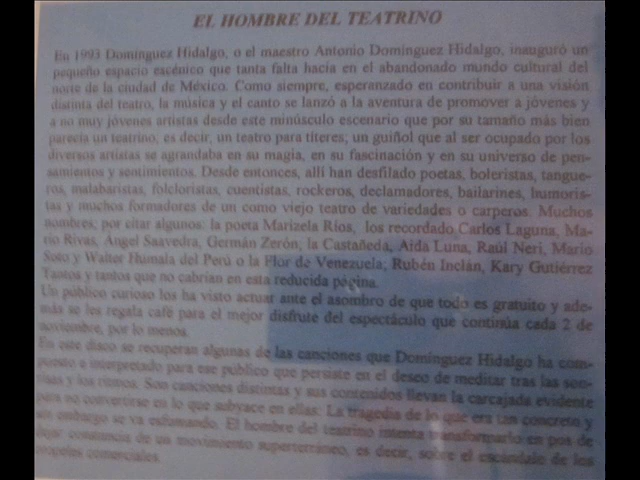 EL HOMBRE DEL TEATRINO
En 1993 Domínguez Hidalgo, o el maestro Antonio Domínguez Hidalgo, inauguró un
pequeño espacio escénico que tanta falta hacía en el abandonado mundo cultural del
norte de la ciudad de México. Como siempre, esperanzado en contribuir a una visión
distinta del teatro, la música y el canto se lanzó a la aventura de promover a jóvenes y
a no muy jóvenes artistas desde este minúsculo escenario que por su tamaño más bien
parecía un teatrino, es decir, un teatro para títeres; un guiñol que al ser ocupado por los
diversos artistas se agrandaba en su magia, en su fascinación y en su universo de pen-
samientos y sentimientos. Desde entonces, allí han desfilado poetas, boleristas, tangue-
ros, malabaristas, folcloristas, cuentistas, rockeros, declamadores, bailarines, humoris-
tas y muchos formadores de un como viejo teatro de variedades o carperos. Muchos
nombres, por citar algunos: la poeta Marizela Ríos, los recordado Carlos Laguna, Ma-
rio Rivas, Angel Saavedra, Germán Zerón, la Castañeda, Aida Luna, Raúl Neri, Mario
Soto y Walter Humala del Perú o la Flor de Venezuela; Rubén Inclán, Kary Gutiérrez
Tantos y tantos que no cabrían en esta reducida página.
Un público curioso los ha visto actuar ante el asombro de que todo es gratuito y ade-
más se les regala café para el mejor disfrute del espectáculo que continúa cada 2 de
noviembre, por lo menos.
En este disco se recuperan algunas de las canciones que Domínguez Hidalgo ha com-
puesto e interpretado para ese público que persiste en el deseo de meditar tras las son-
risas y los ritmos. Son canciones distintas y sus contenidos llevan la carcajada evidente
para no convertirse en lo que subyace en ellas: La tragedia de lo que era tan concreto y
sin embargo se va esfumando. El hombre del teatrino intenta transformarlo en pos de
dejar constancia de un movimiento superterráneo, es decir, sobre el escándalo de los
oropeles comerciales.